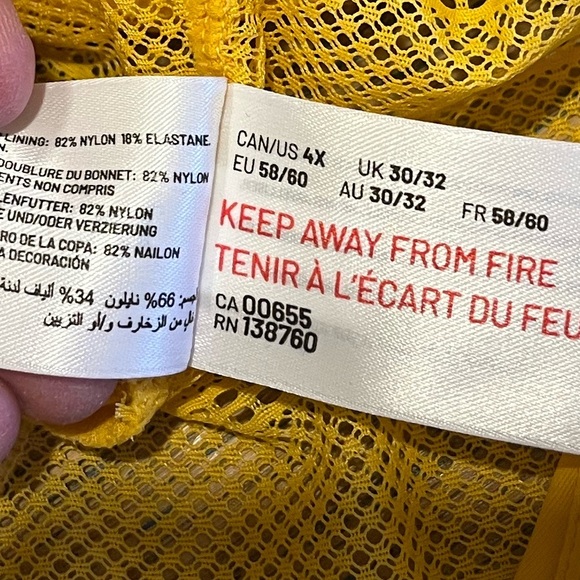 LINING: 82% NYLON 18% ELASTANE,
N.
DOUBLURE DU BONNET: 82% NYLON
ENTS NON COMPRIS
LENFUTTER: 82% NYLON
E UND/ODER VERZIERUNG
RO DE LA COPA: 82% NAILON
A DECORACIÓN
جسم: 66% نايلون 34% ألياف لدنة
من الزخارف و/أو التزيين
CAN/US 4X UK 30/32
EU 58/60 AU 30/32 FR 58/60
KEEP AWAY FROM FIRE
TENIR À L'ÉCART DU FEU
CA 00655
RN 138760